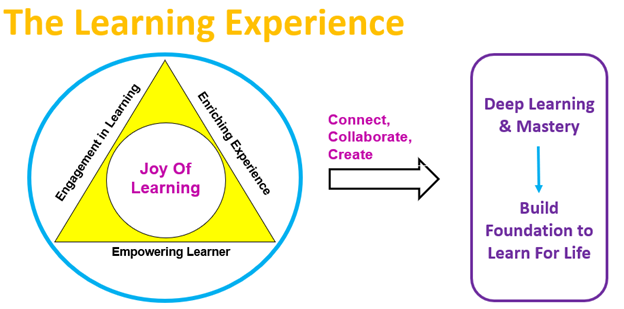 The Learning Experience
Engagement in Learning
Enriching Experience
Joy Of
Learning
Empowering Learner
Connect,
Collaborate,
Create
Deep Learning
& Mastery
Build
Foundation to
Learn For Life